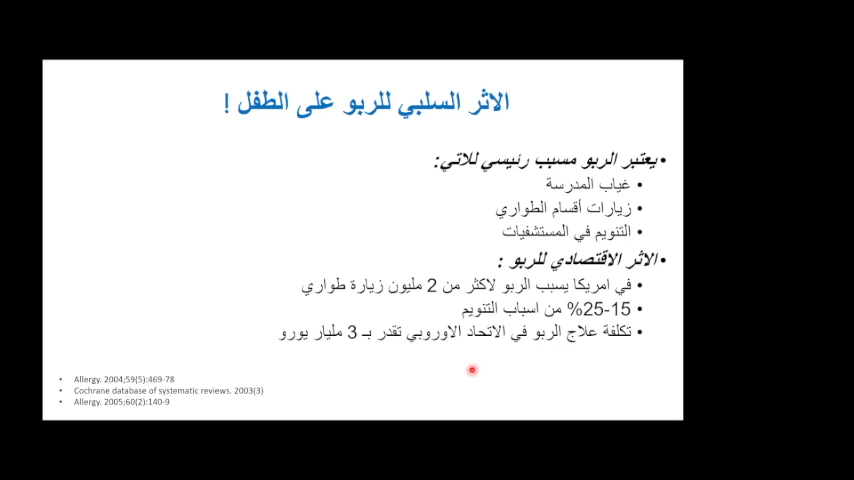 الاثر السلبي للربو على الطفل !
• يعتبر الربو مسبب رئيسي للاتي:
• غياب المدرسة
• زيارات أقسام الطواري
• التنويم في المستشفيات
• الاثر الاقتصادي للربو :
• في امريكا يسبب الربو لاكثر من 2 مليون زيارة طواري
• 15-25% من اسباب التنويم
• تكلفة علاج الربو في الاتحاد الاوروبي تقدر بـ 3 مليار يورو
• Allergy. 2004;59(5):469-78
• Cochrane database of systematic reviews. 2003(3)
• Allergy. 2005;60(2):140-9